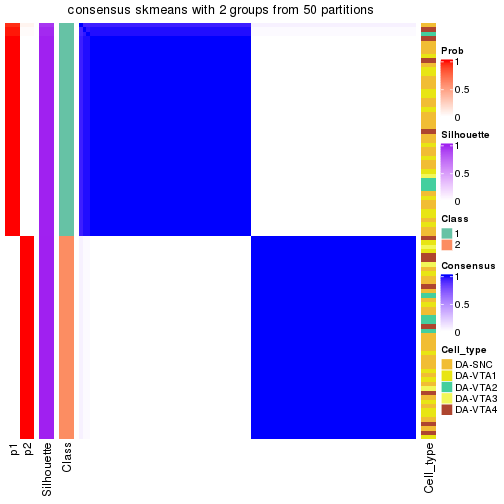 consensus skmeans with 2 groups from 50 partitions
Prob
1
0.5
0
Silhouette
1
0.5
0
Class
1
2
Consensus
1
0.5
0
Cell_type
DA-SNC
DA-VTA1
DA-VTA2
DA-VTA3
DA-VTA4
p1
p2
Silhouette
Class
Cell_type